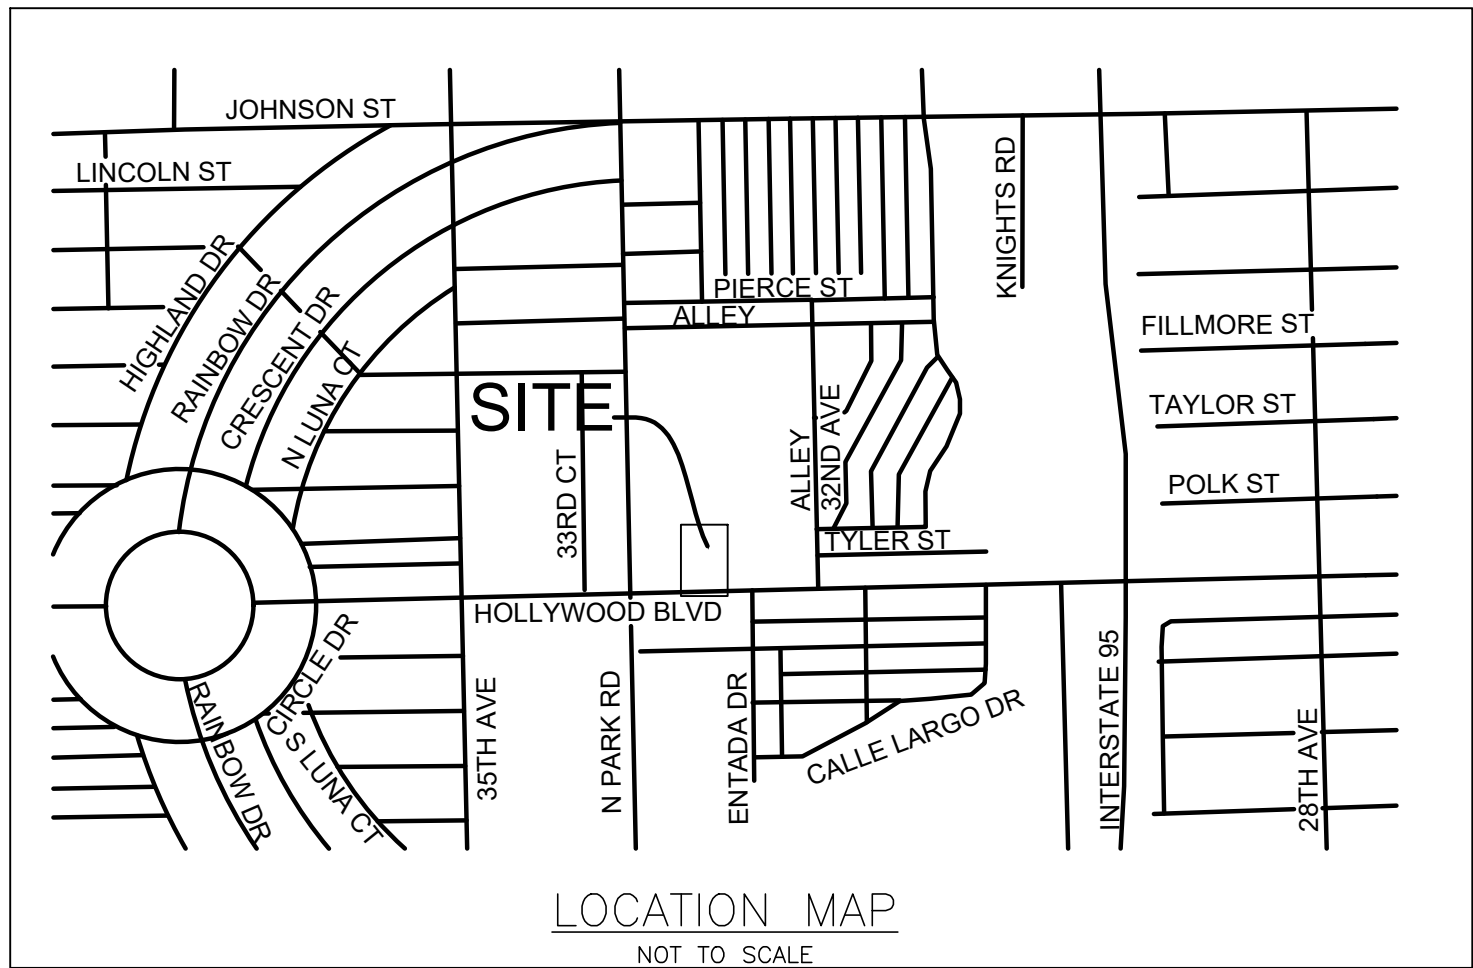 JOHNSON ST
LINCOLN ST
KNIGHTS RD
HIGHLAND DR
RAINBOW DR
CRESCENT DR
N LUNA CT
PIERCE ST
ALLEY
FILLMORE ST
SITE
TAYLOR ST
33RD CT
ALLEY
32ND AVE
POLK ST
TYLER ST
HOLLYWOOD BLVD
CIRCLE DR
RAINBOW DR
S LUNA CT
35TH AVE
N PARK RD
ENTADA DR
CALLE LARGO DR
INTERSTATE 95
28TH AVE
LOCATION MAP
NOT TO SCALE